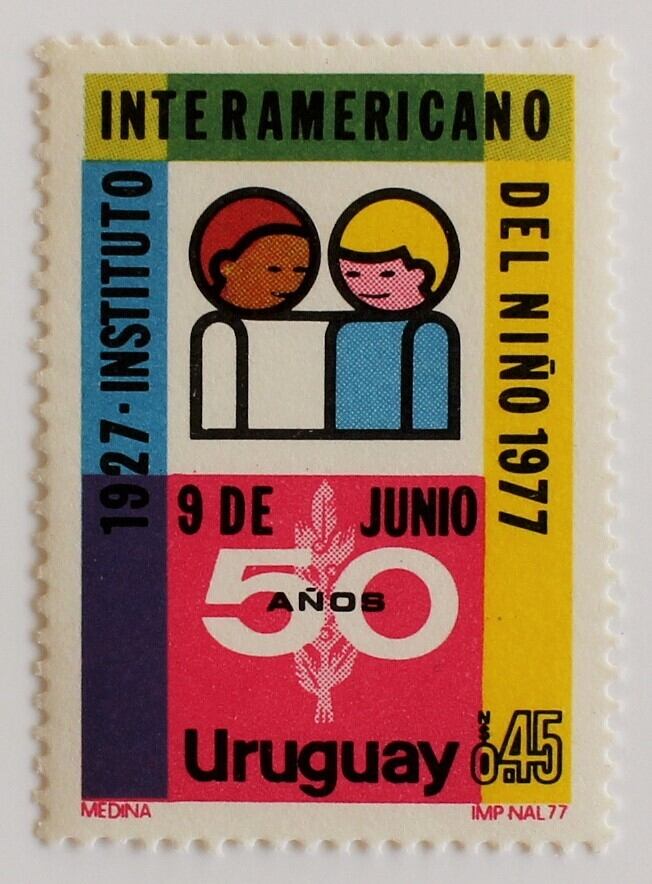 1927·INSTITUTO
INTERAMERICANO
DEL NIÑO 1977
9 DE JUNIO
50
AÑOS
Uruguay
N$ 0.45
MEDINA
IMP·NAL 77